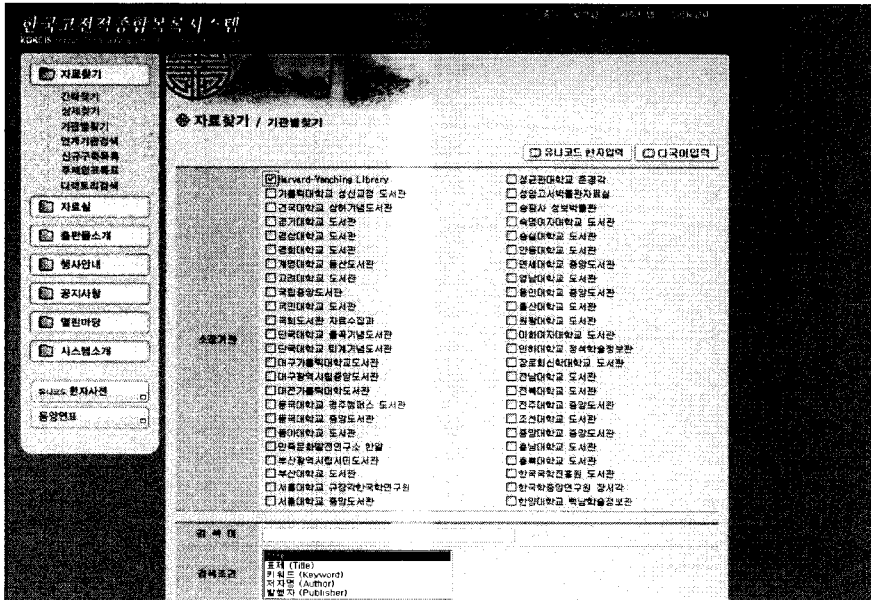 한국고전적종합목록시스템
자료찾기
간략찾기
상세찾기
기관별찾기
연계기관검색
신규구축목록
주제연표목표
디렉토리검색
자료실
출판물소개
행사안내
공지사항
열린마당
시스템소개
유니코드 한자사전
동양연표
자료찾기 / 기관별찾기
유니코드 한자입력
다국어입력
소장기관
Harvard-Yenching Library
가톨릭대학교 성신교정 도서관
건국대학교 상허기념도서관
경기대학교 도서관
경상대학교 도서관
경희대학교 도서관
계명대학교 동산도서관
고려대학교 도서관
국립중앙도서관
국민대학교 도서관
국회도서관 자료수집과
단국대학교 율곡기념도서관
단국대학교 퇴계기념도서관
대구가톨릭대학교도서관
대구광역시립중앙도서관
대전가톨릭대학도서관
동국대학교 경주캠퍼스 도서관
동국대학교 중앙도서관
동아대학교 도서관
민족문화발전연구소 한알
부산광역시립시민도서관
부산대학교 도서관
서울대학교 규장각한국학연구원
서울대학교 중앙도서관
성균관대학교 존경각
성암고서박물관자료실
송광사 성보박물관
숙명여자대학교 도서관
숭실대학교 도서관
안동대학교 도서관
연세대학교 중앙도서관
영남대학교 도서관
용인대학교 중앙도서관
울산대학교 도서관
원광대학교 도서관
이화여자대학교 도서관
인하대학교 정석학술정보관
장로회신학대학교 도서관
전남대학교 도서관
전북대학교 도서관
전주대학교 중앙도서관
조선대학교 도서관
중앙대학교 중앙도서관
충남대학교 도서관
충북대학교 도서관
한국국학진흥원 도서관
한국학중앙연구원 장서각
한양대학교 백남학술정보관
검색어
검색조건
표제 (Title)
키워드 (Keyword)
저자명 (Author)
발행자 (Publisher)